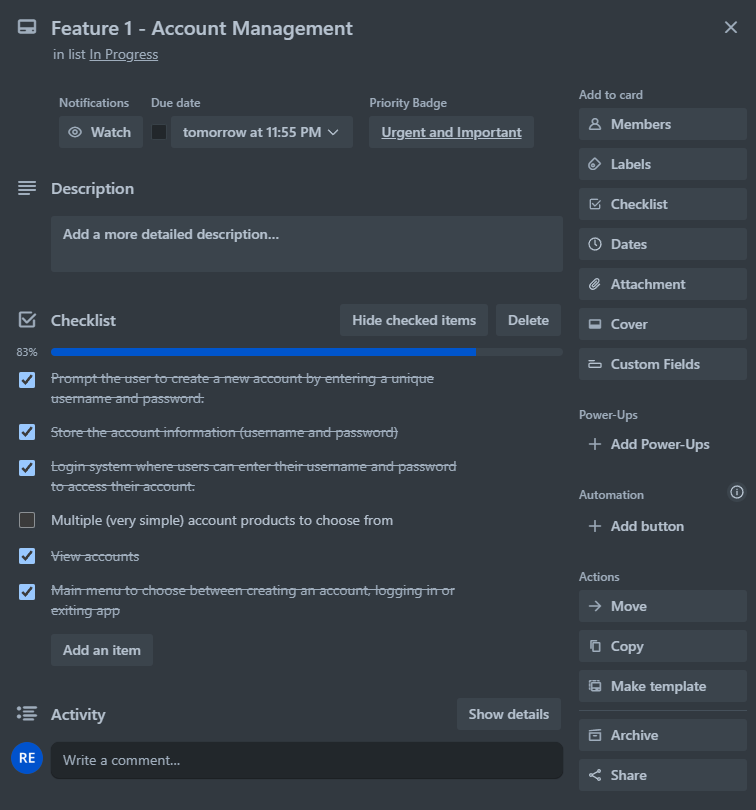 Feature 1 - Account Management
in list In Progress
Notifications
Due date
Priority Badge
Watch
tomorrow at 11:55 PM
Urgent and Important
Description
Add a more detailed description...
Checklist
Hide checked items
Delete
83%
Prompt the user to create a new account by entering a unique
username and password.
Store the account information (username and password)
Login system where users can enter their username and password
to access their account.
Multiple (very simple) account products to choose from
View accounts
Main menu to choose between creating an account, logging in or
exiting app
Add an item
Activity
Show details
RE
Write a comment...
Add to card
Members
Labels
Checklist
Dates
Attachment
Cover
Custom Fields
Power-Ups
Add Power-Ups
Automation
Add button
Actions
Move
Copy
Make template
Archive
Share